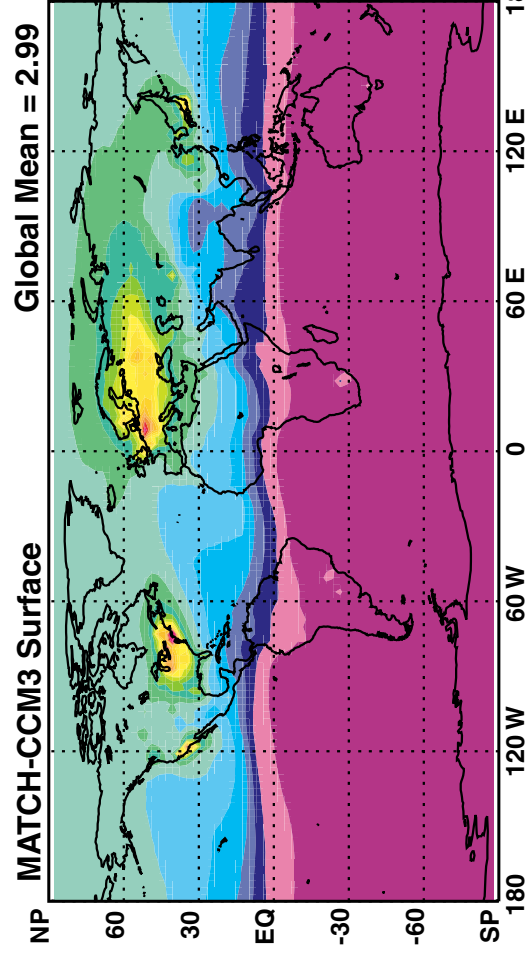 MATCH-CCM3 Surface Global Mean = 2.99
NP
60
30
EQ
-30
-60
SP
180 120 W 60 W 0 60 E 120 E